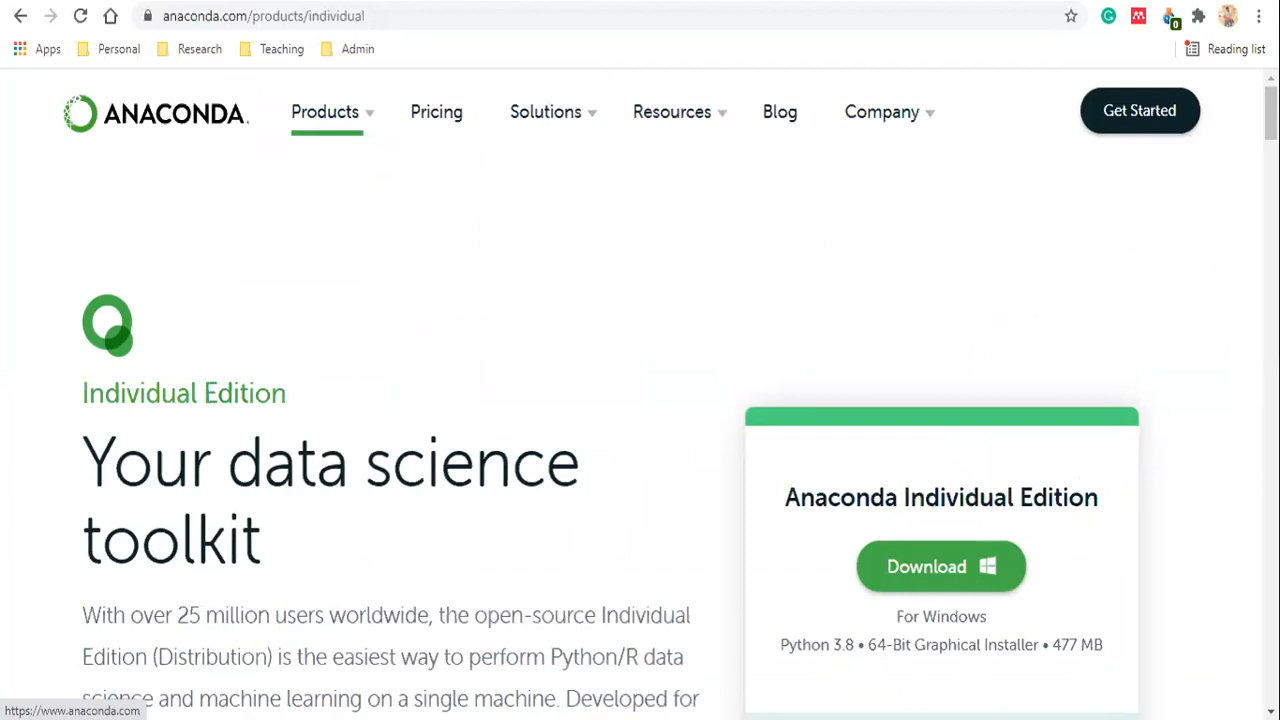 anaconda.com/products/individual
0
Apps Personal Research Teaching Admin Reading list
ANACONDA. Products Pricing Solutions Resources Blog Company Get Started
Individual Edition
Your data science
toolkit
With over 25 million users worldwide, the open-source Individual
Edition (Distribution) is the easiest way to perform Python/R data
science and machine learning on a single machine. Developed for
Anaconda Individual Edition
Download
For Windows
Python 3.8 • 64-Bit Graphical Installer • 477 MB
https://www.anaconda.com